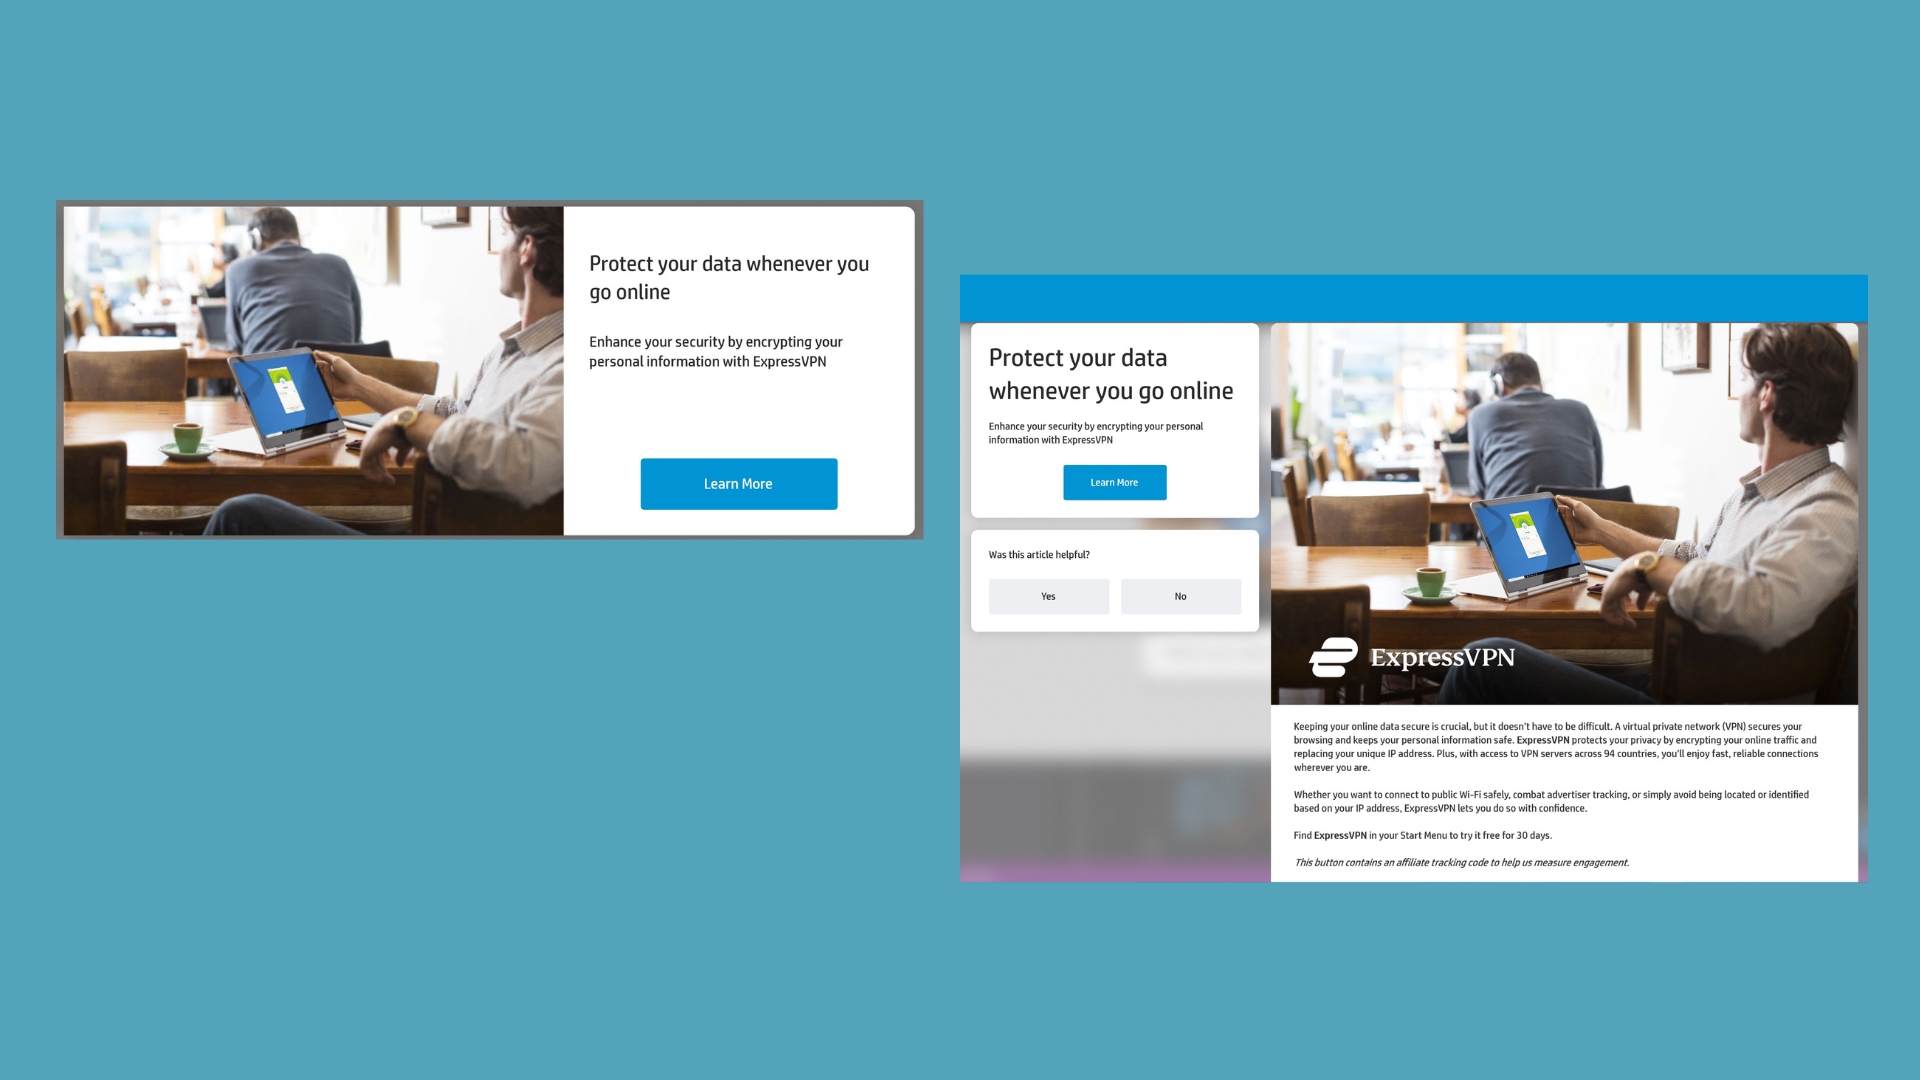 Protect your data whenever you
go online
Enhance your security by encrypting your
personal information with ExpressVPN
Learn More
Protect your data
whenever you go online
Enhance your security by encrypting your personal
information with ExpressVPN
Learn More
Was this article helpful?
Yes
No
ExpressVPN
Keeping your online data secure is crucial, but it doesn't have to be difficult. A virtual private network (VPN) secures your
browsing and keeps your personal information safe. ExpressVPN protects your privacy by encrypting your online traffic and
replacing your unique IP address. Plus, with access to VPN servers across 94 countries, you'll enjoy fast, reliable connections
wherever you are.
Whether you want to connect to public Wi-Fi safely, combat advertiser tracking, or simply avoid being located or identified
based on your IP address, ExpressVPN lets you do so with confidence.
Find ExpressVPN in your Start Menu to try it free for 30 days.
This button contains an affiliate tracking code to help us measure engagement.